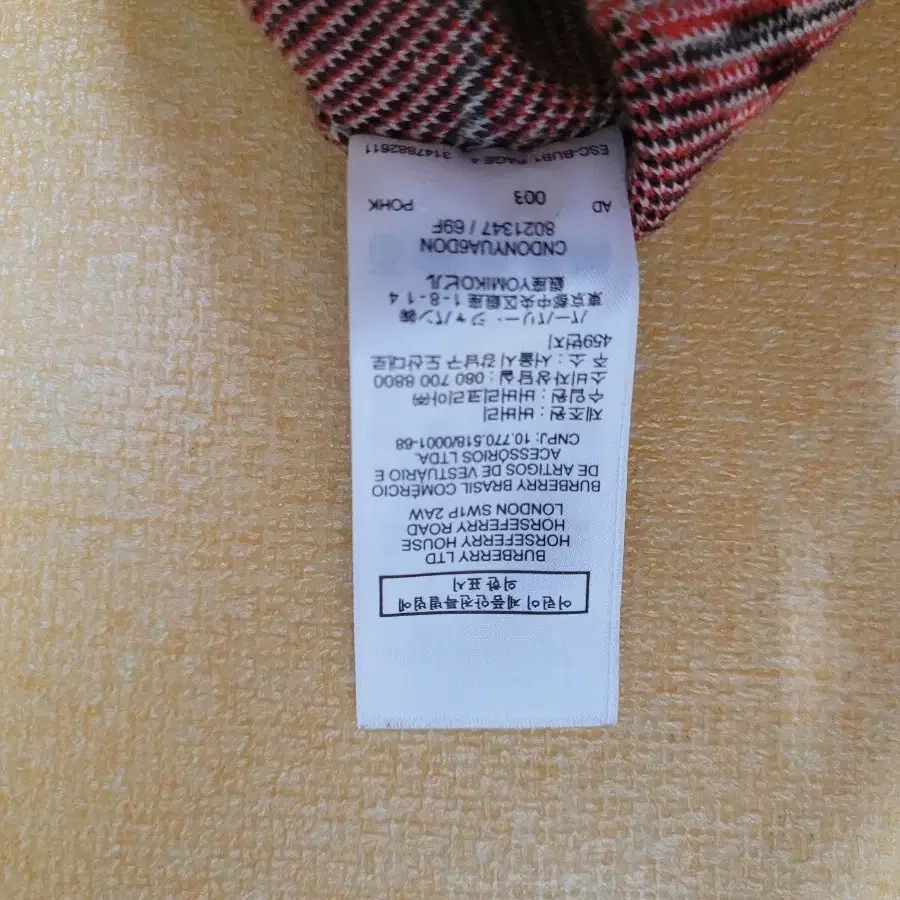 어린이제품안전특별법에
의한 표시
BURBERRY LTD
HORSEFERRY HOUSE
HORSEFERRY ROAD
LONDON SW1P 2AW
BURBERRY BRASIL COMÉRCIO
DE ARTIGOS DE VESTUÁRIO E
ACESSÓRIOS LTDA.
CNPJ: 10.770.518/0001-68
제조원 : 버버리
수입원 : 버버리코리아㈜
소비자상담실 : 080 700 8800
주 소 : 서울시 강남구 도산대로
459번지
バーバリー・ジャパン㈱
東京都中央区銀座 1-8-14
銀座YOMIKOビル
CNDONYUA6DON
8021347 / 69F
AD 003 POHK
ESC-BUB1 PAGE 4 3147882611